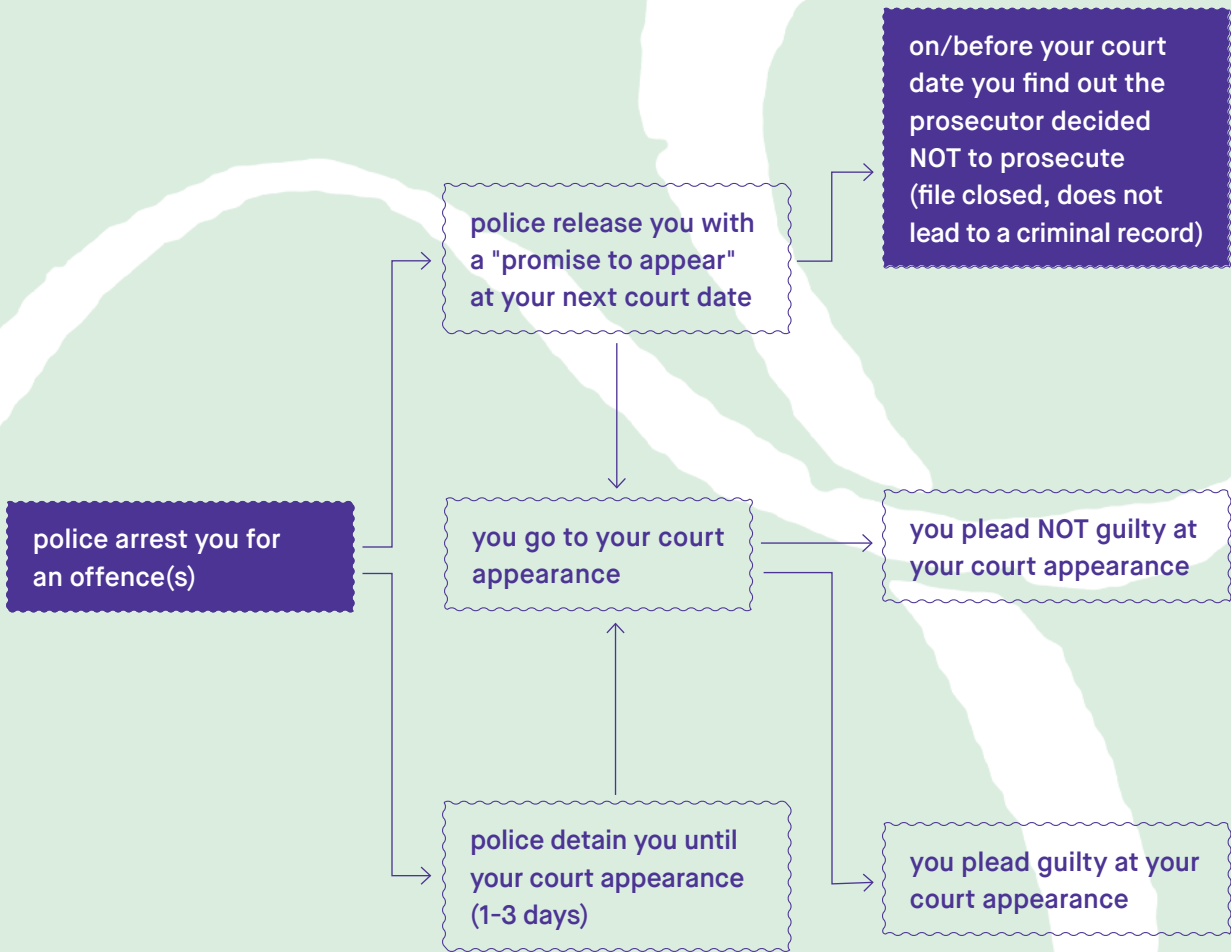 police arrest you for
an offence(s)
police release you with
a "promise to appear"
at your next court date
you go to your court
appearance
police detain you until
your court appearance
(1-3 days)
on/before your court
date you find out the
prosecutor decided
NOT to prosecute
(file closed, does not
lead to a criminal record)
you plead NOT guilty at
your court appearance
you plead guilty at your
court appearance